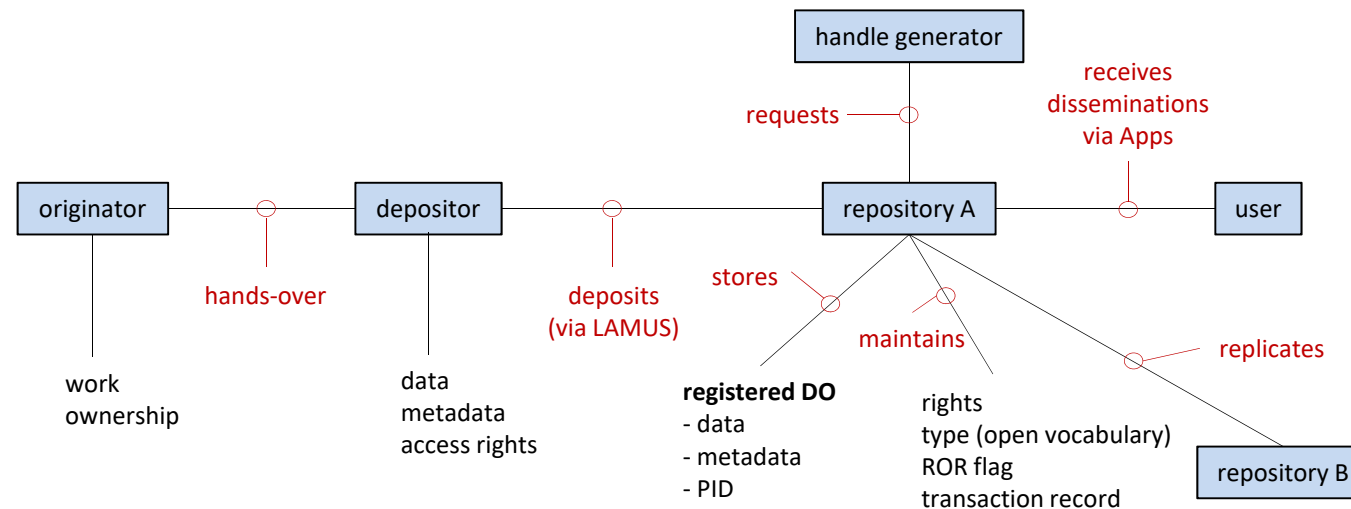 handle generator
receives
disseminations
via Apps
requests
originator
depositor
repository A
user
hands-over
deposits
(via LAMUS)
stores
maintains
replicates
work
ownership
data
metadata
access rights
registered DO
- data
- metadata
- PID
rights
type (open vocabulary)
ROR flag
transaction record
repository B